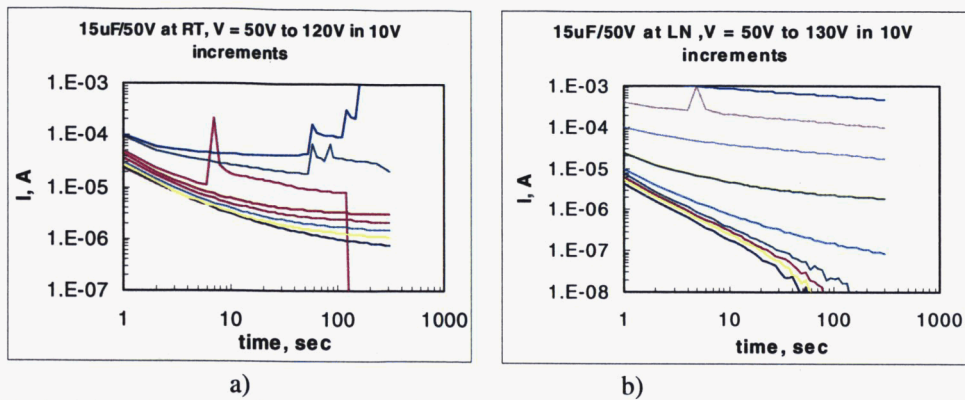 15uF/50V at RT, V = 50V to 120V in 10V
increments
1.E-03
1.E-04
1.E-05
1.E-06
1.E-07
I, A
1 10 100 1000
time, sec
a)
15uF/50V at LN ,V = 50V to 130V in 10V
increments
1.E-03
1.E-04
1.E-05
1.E-06
1.E-07
1.E-08
I, A
1 10 100 1000
time, sec
b)